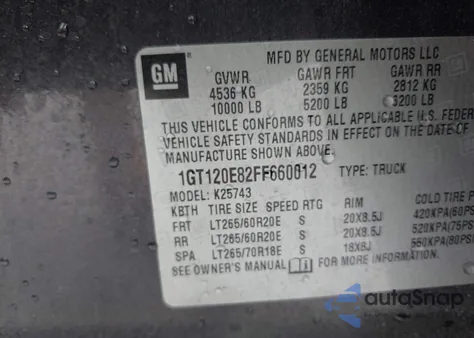 MFD BY GENERAL MOTORS LLC
GM
GVWR GAWR FRT GAWR RR
4536 KG 2359 KG 2812 KG
10000 LB 5200 LB 3200 LB
THIS VEHICLE CONFORMS TO ALL APPLICABLE U.S. FEDER
VEHICLE SAFETY STANDARDS IN EFFECT ON THE DATE OF
MANUFACTURE SHOWN ABOVE.
1GT120E82FF660012 TYPE: TRUCK
MODEL: K25743
KBTH TIRE SIZE SPEED RTG RIM COLD TIRE P
FRT LT265/60R20E S 20X8.5J 420KPA(60PS
RR LT265/60R20E S 20X8.5J 520KPA(75PS
SPA LT265/70R18E S 18X8J 550KPA(80PSI
SEE OWNER'S MANUAL FOR MORE INFORMATION.
autoSnap